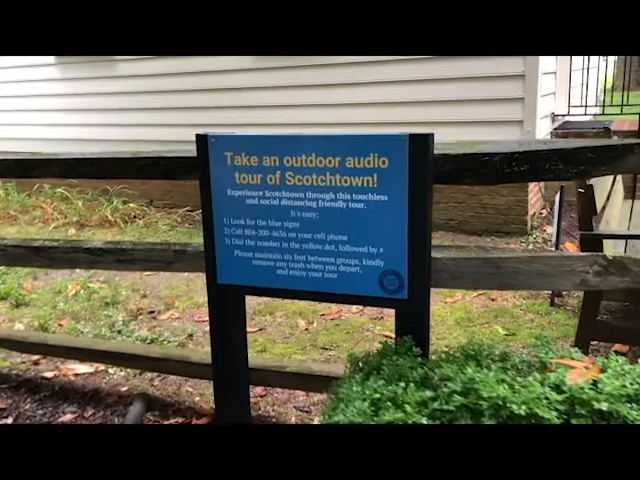 Take an outdoor audio
tour of Scotchtown!
Experience Scotchtown through this touchless
and social distancing friendly tour.
It's easy:
1) Look for the blue signs
2) Call 804-200-4636 on your cell phone
3) Dial the number in the yellow dot, followed by #
Please maintain six feet between groups, kindly
remove any trash when you depart,
and enjoy your tour